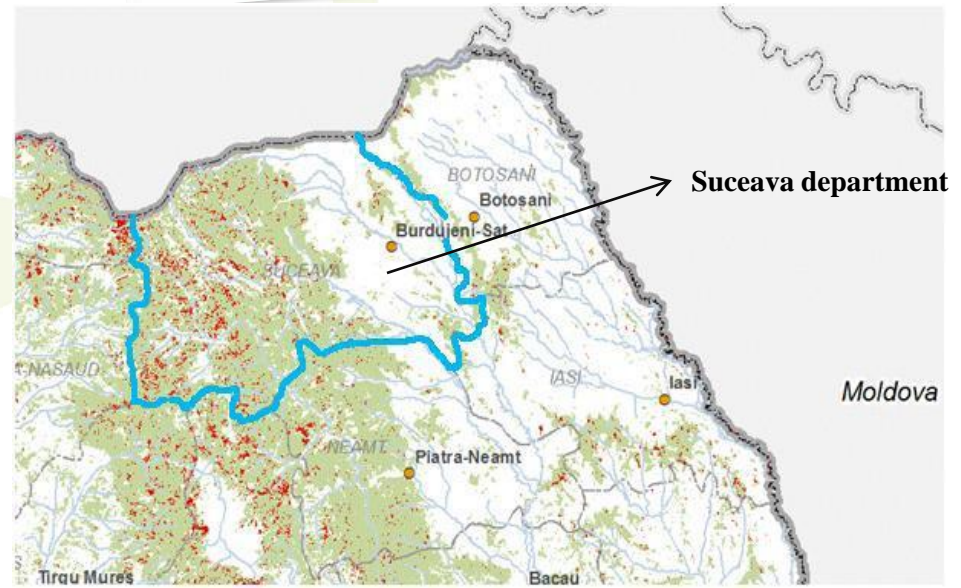 BOTOSANI
Suceava department
Botosani
Burdujeni-Sat
SUCEAVA
A-NASAUD
IASI
Iasi
Moldova
NEAMT
Piatra-Neamt
Tirgu Mures
Bacau